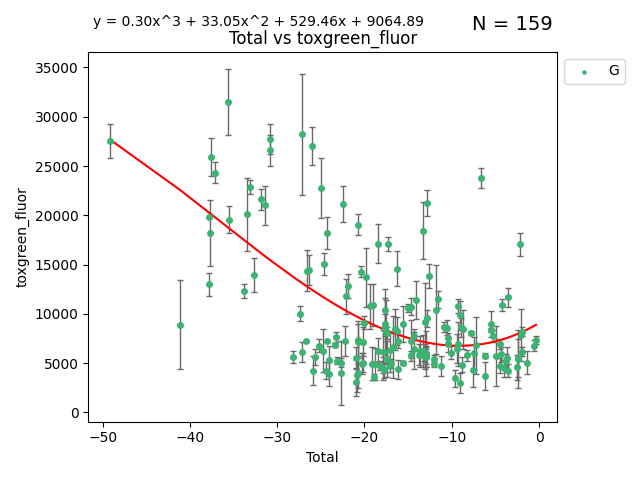 y = 0.30x^3 + 33.05x^2 + 529.46x + 9064.89
N = 159
Total vs toxgreen_fluor
G
35000
30000
25000
20000
15000
10000
5000
0
toxgreen_fluor
−50 −40 −30 −20 −10 0
Total